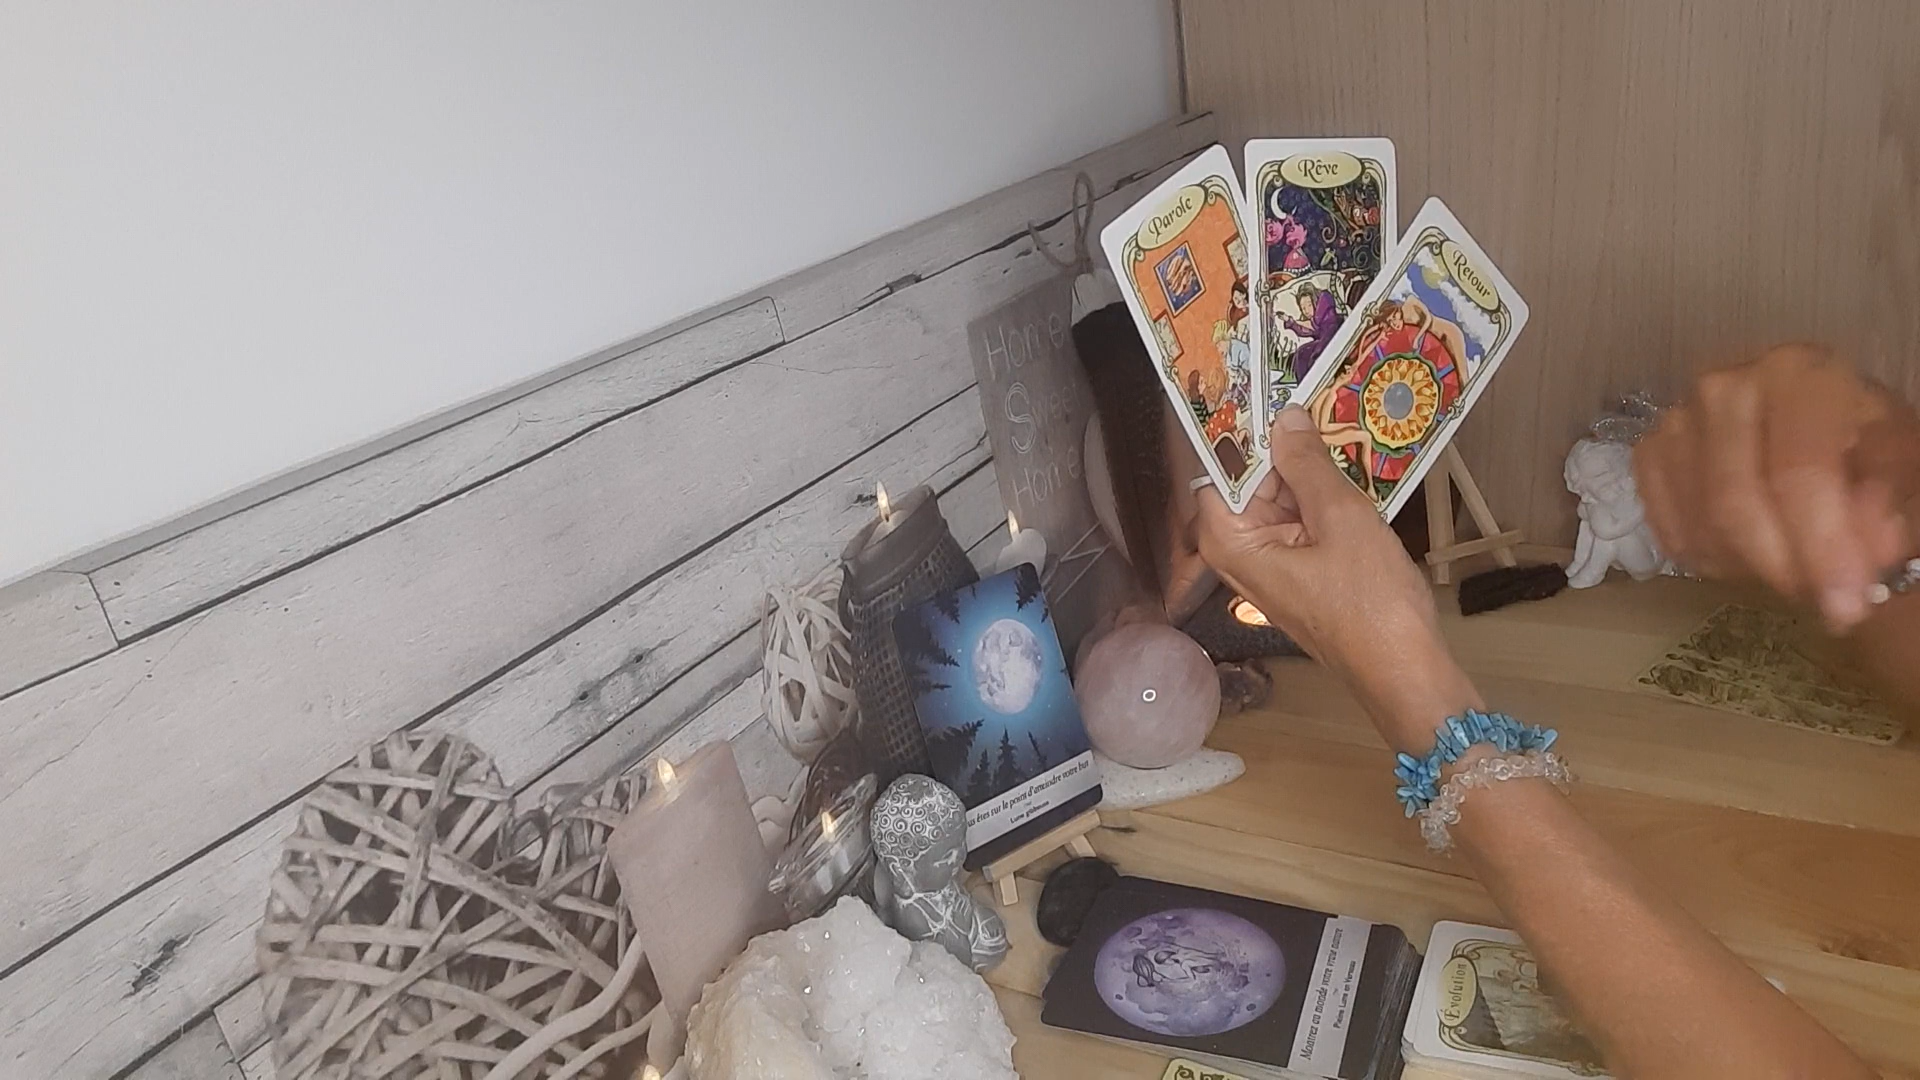 Parole
Rêve
Retour
Home
Sweet
Home
us êtes sur le point d'atteindre votre but
Lune gibbeuse
Montrez au monde votre vraie nature
Pleine Lune en Verseau
Évolution